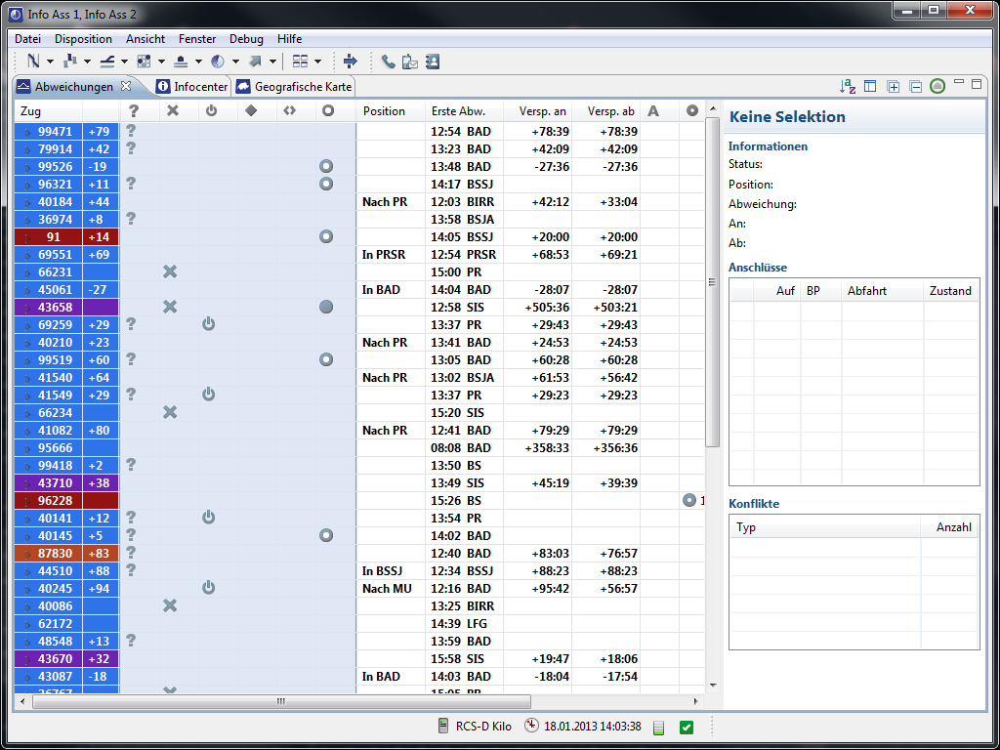 Info Ass 1, Info Ass 2
Datei Disposition Ansicht Fenster Debug Hilfe
Abweichungen Infocenter Geografische Karte
Zug ? Position Erste Abw. Versp. an Versp. ab A
99471 +79 ? 12:54 BAD +78:39 +78:39
79914 +42 ? 13:23 BAD +42:09 +42:09
99526 -19 13:48 BAD -27:36 -27:36
96321 +11 ? 14:17 BSSJ
40184 +44 Nach PR 12:03 BIRR +42:12 +33:04
36974 +8 ? 13:58 BSJA
91 +14 14:05 BSSJ +20:00 +20:00
69551 +69 In PRSR 12:54 PRSR +68:53 +69:21
66231 15:00 PR
45061 -27 In BAD 14:04 BAD -28:07 -28:07
43658 12:58 SIS +505:36 +503:21
69259 +29 ? 13:37 PR +29:43 +29:43
40210 +23 Nach PR 13:41 BAD +24:53 +24:53
99519 +60 ? 13:05 BAD +60:28 +60:28
41540 +64 Nach PR 13:02 BSJA +61:53 +56:42
41549 +29 ? 13:37 PR +29:23 +29:23
66234 15:20 SIS
41082 +80 Nach PR 12:41 BAD +79:29 +79:29
95666 08:08 BAD +358:33 +356:36
99418 +2 ? 13:50 BS
43710 +38 13:49 SIS +45:19 +39:39
96228 15:26 BS 1
40141 +12 ? 13:54 PR
40145 +5 ? 14:02 BAD
87830 +83 ? 12:40 BAD +83:03 +76:57
44510 +88 ? In BSSJ 12:34 BSSJ +88:23 +88:23
40245 +94 Nach MU 12:16 BAD +95:42 +56:57
40086 13:25 BIRR
62172 14:39 LFG
48548 +13 ? 13:59 BAD
43670 +32 15:58 SIS +19:47 +18:06
43087 -18 In BAD 14:03 BAD -18:04 -17:54
Keine Selektion
Informationen
Status:
Position:
Abweichung:
An:
Ab:
Anschlüsse
Auf BP Abfahrt Zustand
Konflikte
Typ Anzahl
RCS-D Kilo 18.01.2013 14:03:38